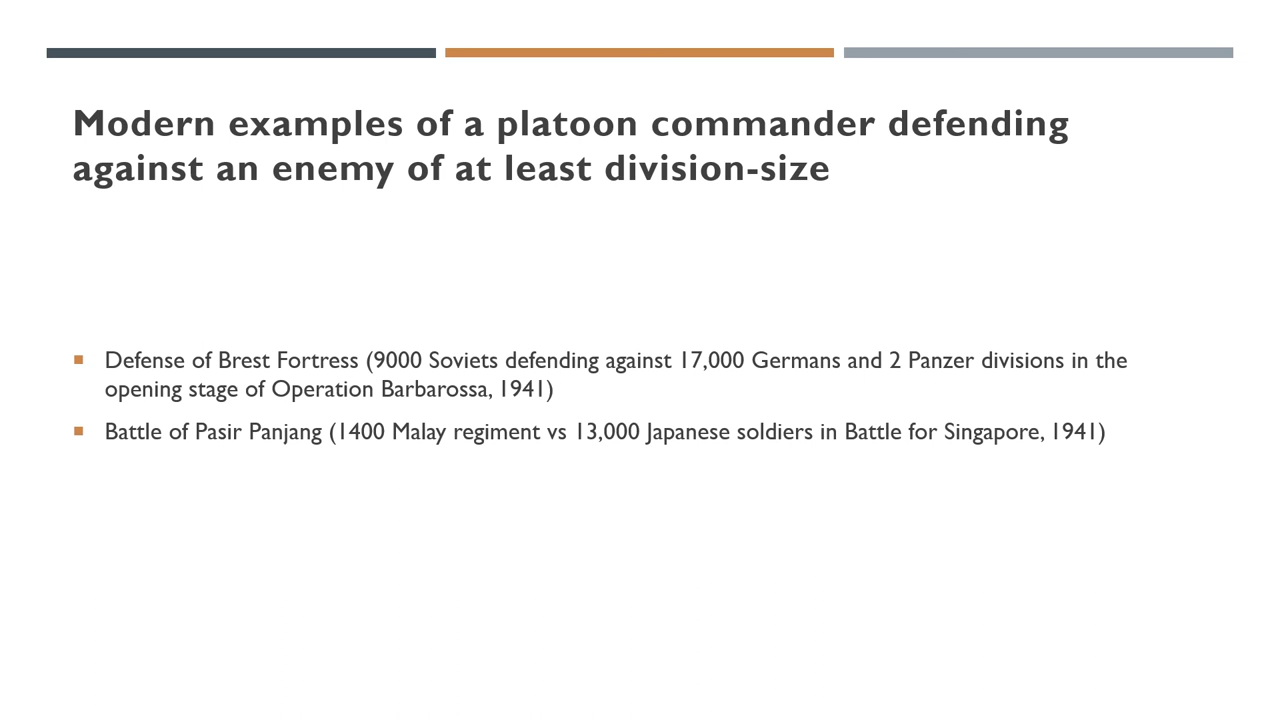 Modern examples of a platoon commander defending
against an enemy of at least division-size
Defense of Brest Fortress (9000 Soviets defending against 17,000 Germans and 2 Panzer divisions in the
opening stage of Operation Barbarossa, 1941)
Battle of Pasir Panjang (1400 Malay regiment vs 13,000 Japanese soldiers in Battle for Singapore, 1941)